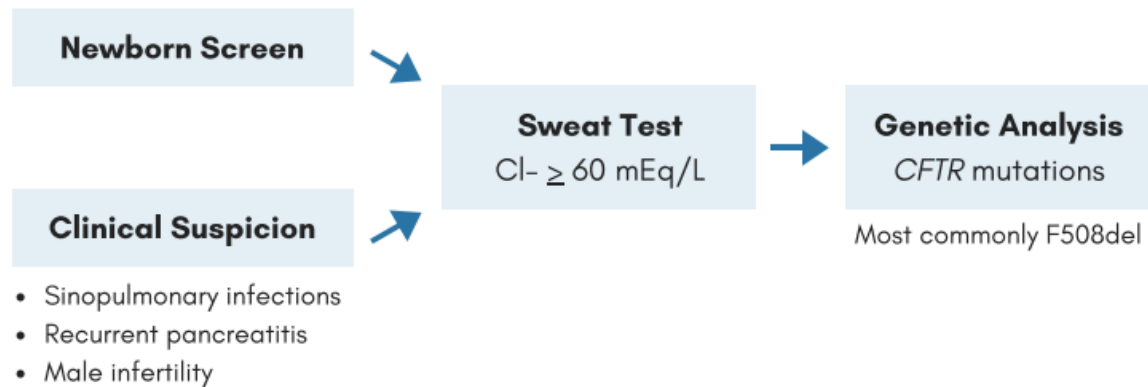 Newborn Screen
Clinical Suspicion
• Sinopulmonary infections
• Recurrent pancreatitis
• Male infertility
Sweat Test
Cl- ≥ 60 mEq/L
Genetic Analysis
CFTR mutations
Most commonly F508del